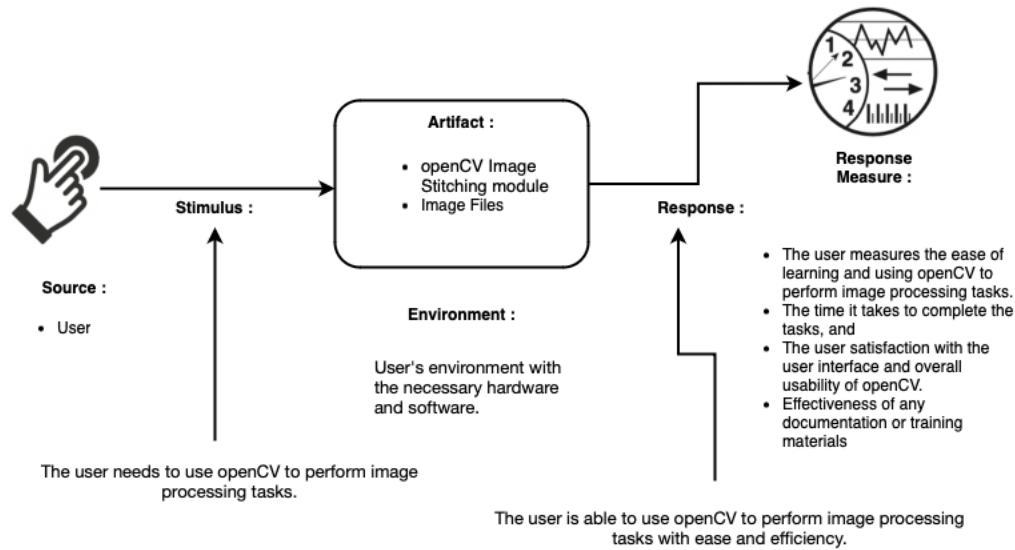 1
2
3
4
Artifact :
• openCV Image
Stitching module
• Image Files
Response
Measure :
Stimulus :
Response :
Source :
• User
Environment :
User's environment with
the necessary hardware
and software.
• The user measures the ease of
learning and using openCV to
perform image processing tasks.
• The time it takes to complete the
tasks, and
• The user satisfaction with the
user interface and overall
usability of openCV.
• Effectiveness of any
documentation or training
materials
The user needs to use openCV to perform image
processing tasks.
The user is able to use openCV to perform image processing
tasks with ease and efficiency.